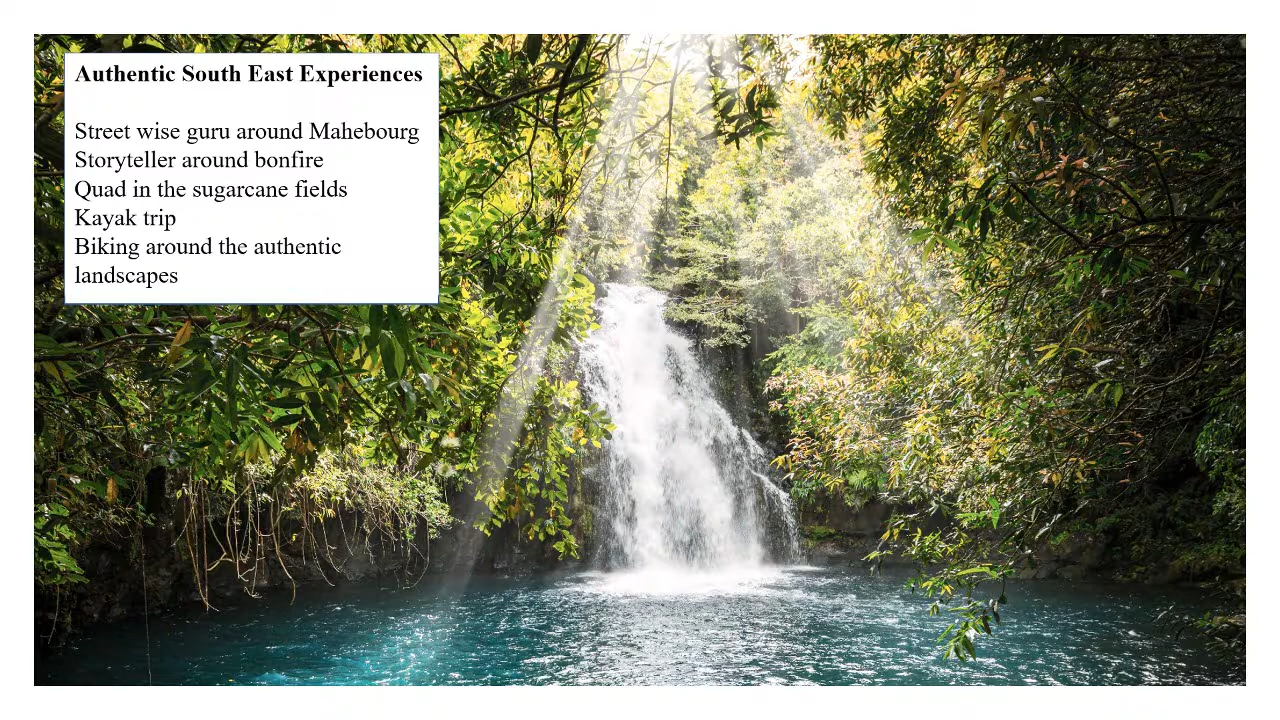 Authentic South East Experiences
Street wise guru around Mahebourg
Storyteller around bonfire
Quad in the sugarcane fields
Kayak trip
Biking around the authentic
landscapes